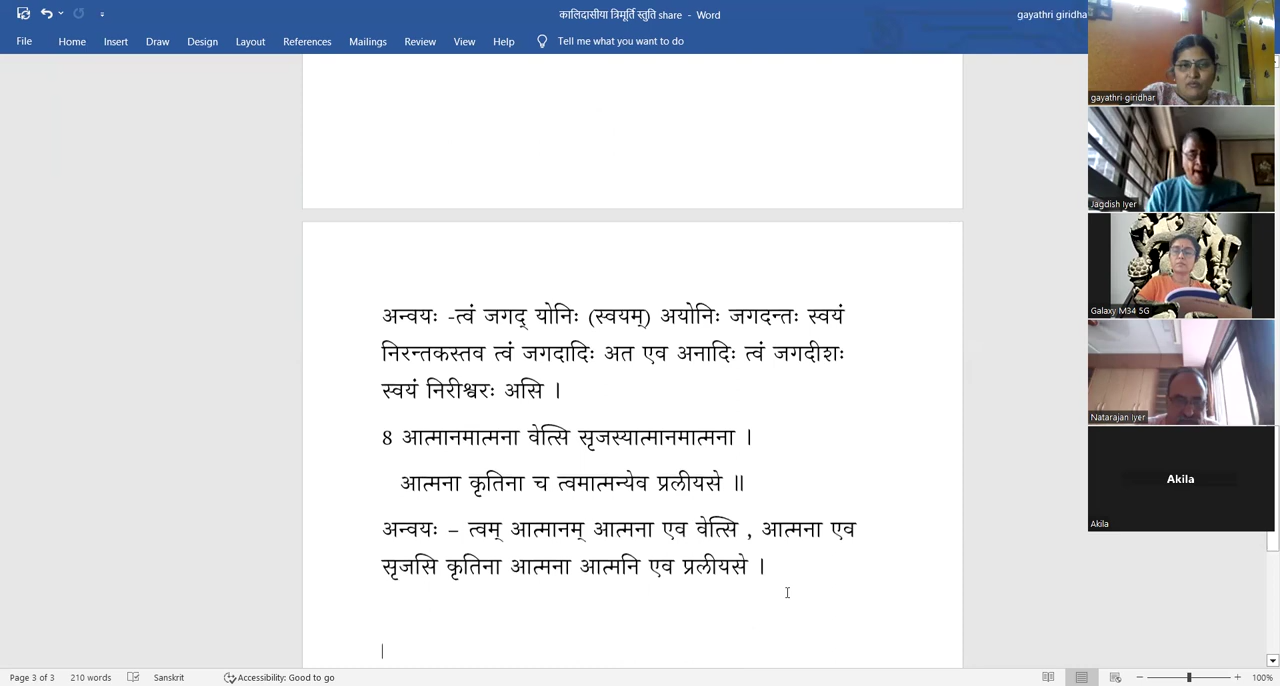 कालिदासीया त्रिमूर्ति स्तुति share - Word
gayathri giridha
File Home Insert Draw Design Layout References Mailings Review View Help Tell me what you want to do
gayathri giridhar
Jagdish Iyer
Galaxy M34 5G
Natarajan Iyer
Akila
Akila
अन्वयः -त्वं जगद् योनिः (स्वयम्) अयोनिः जगदन्तः स्वयं
निरन्तकस्तव त्वं जगदादिः अत एव अनादिः त्वं जगदीशः
स्वयं निरीश्वरः असि ।
8 आत्मानमात्मना वेत्सि सृजस्यात्मानमात्मना ।
आत्मना कृतिना च त्वमात्मन्येव प्रलीयसे ॥
अन्वयः – त्वम् आत्मानम् आत्मना एव वेत्सि , आत्मना एव
सृजसि कृतिना आत्मना आत्मनि एव प्रलीयसे ।
Page 3 of 3 210 words Sanskrit Accessibility: Good to go 100%